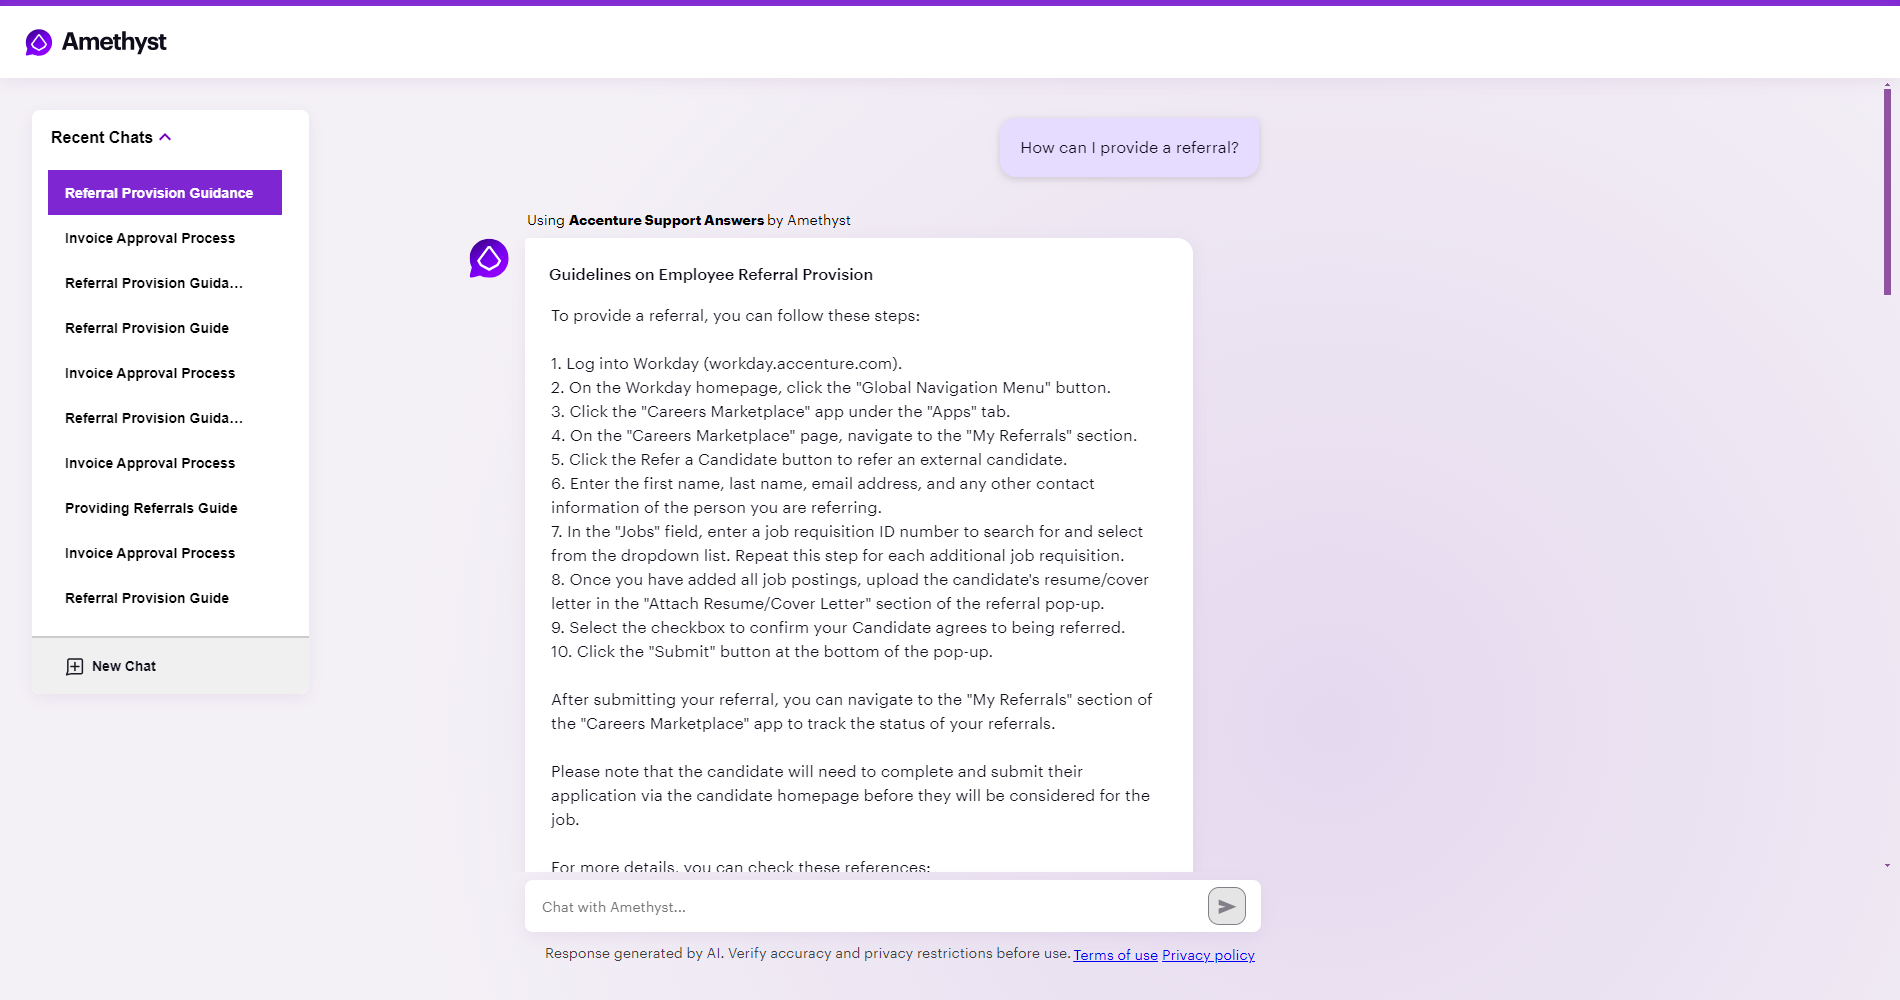 Amethyst
Recent Chats
Referral Provision Guidance
Invoice Approval Process
Referral Provision Guida...
Referral Provision Guide
Invoice Approval Process
Referral Provision Guida...
Invoice Approval Process
Providing Referrals Guide
Invoice Approval Process
Referral Provision Guide
New Chat
How can I provide a referral?
Using Accenture Support Answers by Amethyst
Guidelines on Employee Referral Provision
To provide a referral, you can follow these steps:
1. Log into Workday (workday.accenture.com).
2. On the Workday homepage, click the "Global Navigation Menu" button.
3. Click the "Careers Marketplace" app under the "Apps" tab.
4. On the "Careers Marketplace" page, navigate to the "My Referrals" section.
5. Click the Refer a Candidate button to refer an external candidate.
6. Enter the first name, last name, email address, and any other contact
information of the person you are referring.
7. In the "Jobs" field, enter a job requisition ID number to search for and select
from the dropdown list. Repeat this step for each additional job requisition.
8. Once you have added all job postings, upload the candidate's resume/cover
letter in the "Attach Resume/Cover Letter" section of the referral pop-up.
9. Select the checkbox to confirm your Candidate agrees to being referred.
10. Click the "Submit" button at the bottom of the pop-up.
After submitting your referral, you can navigate to the "My Referrals" section of
the "Careers Marketplace" app to track the status of your referrals.
Please note that the candidate will need to complete and submit their
application via the candidate homepage before they will be considered for the
job.
For more details, you can check these references:
Chat with Amethyst...
Response generated by AI. Verify accuracy and privacy restrictions before use. Terms of use Privacy policy